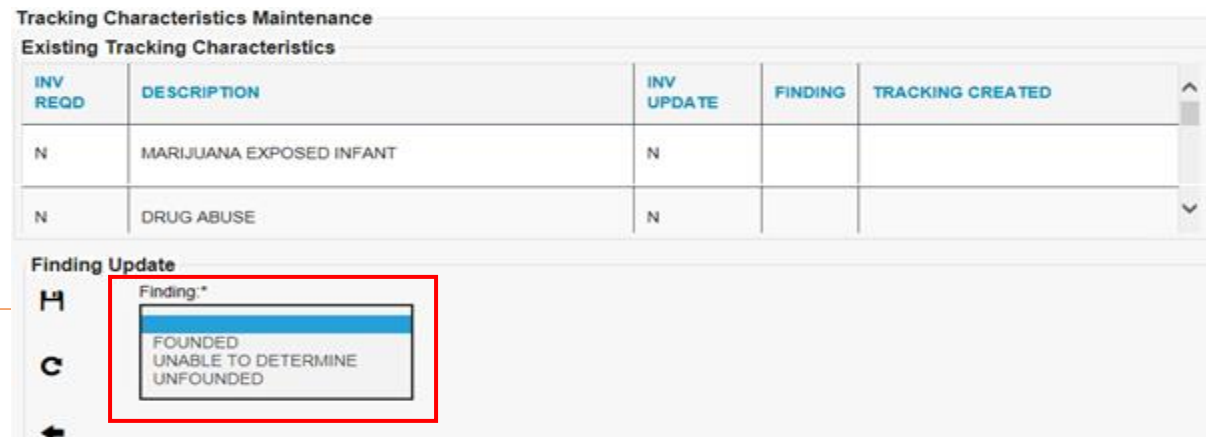 Tracking Characteristics Maintenance
Existing Tracking Characteristics
INV REQD DESCRIPTION INV UPDATE FINDING TRACKING CREATED
N MARIJUANA EXPOSED INFANT N
N DRUG ABUSE N
Finding Update
Finding:*
FOUNDED
UNABLE TO DETERMINE
UNFOUNDED